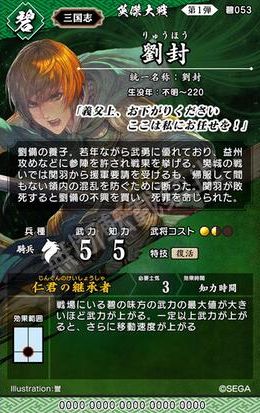 碧
三国志
英傑大戦
第1弾
碧053
りゅうほう
劉封
統一名称：劉封
生没年：不明～220
「義父上、お下がりください
ここは私にお任せを！」
劉備の養子。若年ながら武勇に優れており、益州
攻めなどに参陣を許され戦果を挙げる。樊城の戦
いでは関羽から援軍要請を受けるも、帰服して間
もない領内の混乱を防ぐために断った。関羽が敗
死すると劉備の不興を買い、死罪を命じられた。
兵種 武力 知力 武将コスト
騎兵 5 5 特技 復活
じんくんのけいしょうしゃ 必要士気 効果時間
仁君の継承者 3 知力時間
効果範囲
戦場にいる碧の味方の武力の最大値が大き
いほど武力が上がる。一定以上武力が上が
ると、さらに移動速度が上がる
Illustration:誉
©SEGA
0000-0000-0000-0000-0000